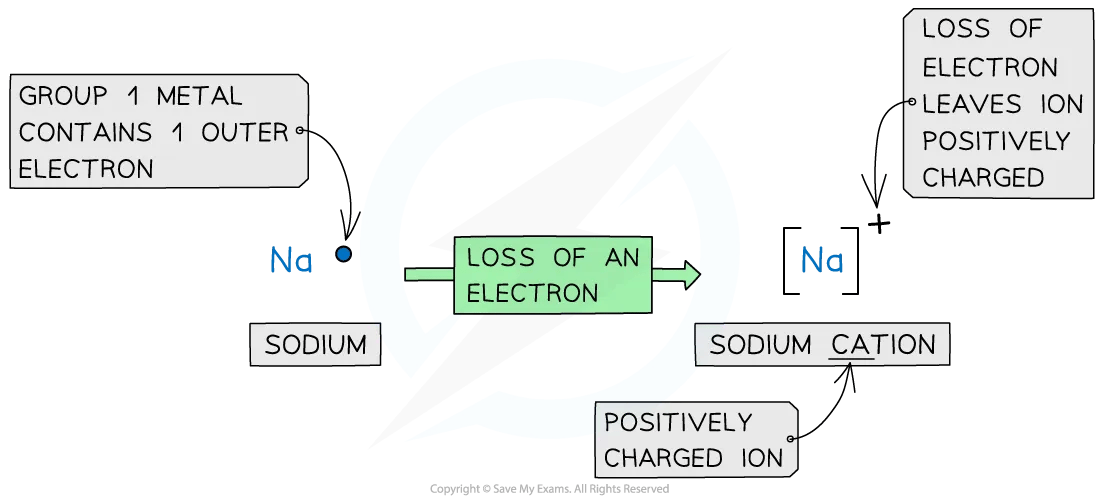 GROUP 1 METAL
CONTAINS 1 OUTER
ELECTRON
LOSS OF
ELECTRON
LEAVES ION
POSITIVELY
CHARGED
Na
LOSS OF AN
ELECTRON
[Na]+
SODIUM
SODIUM CATION
POSITIVELY
CHARGED ION
Copyright © Save My Exams. All Rights Reserved